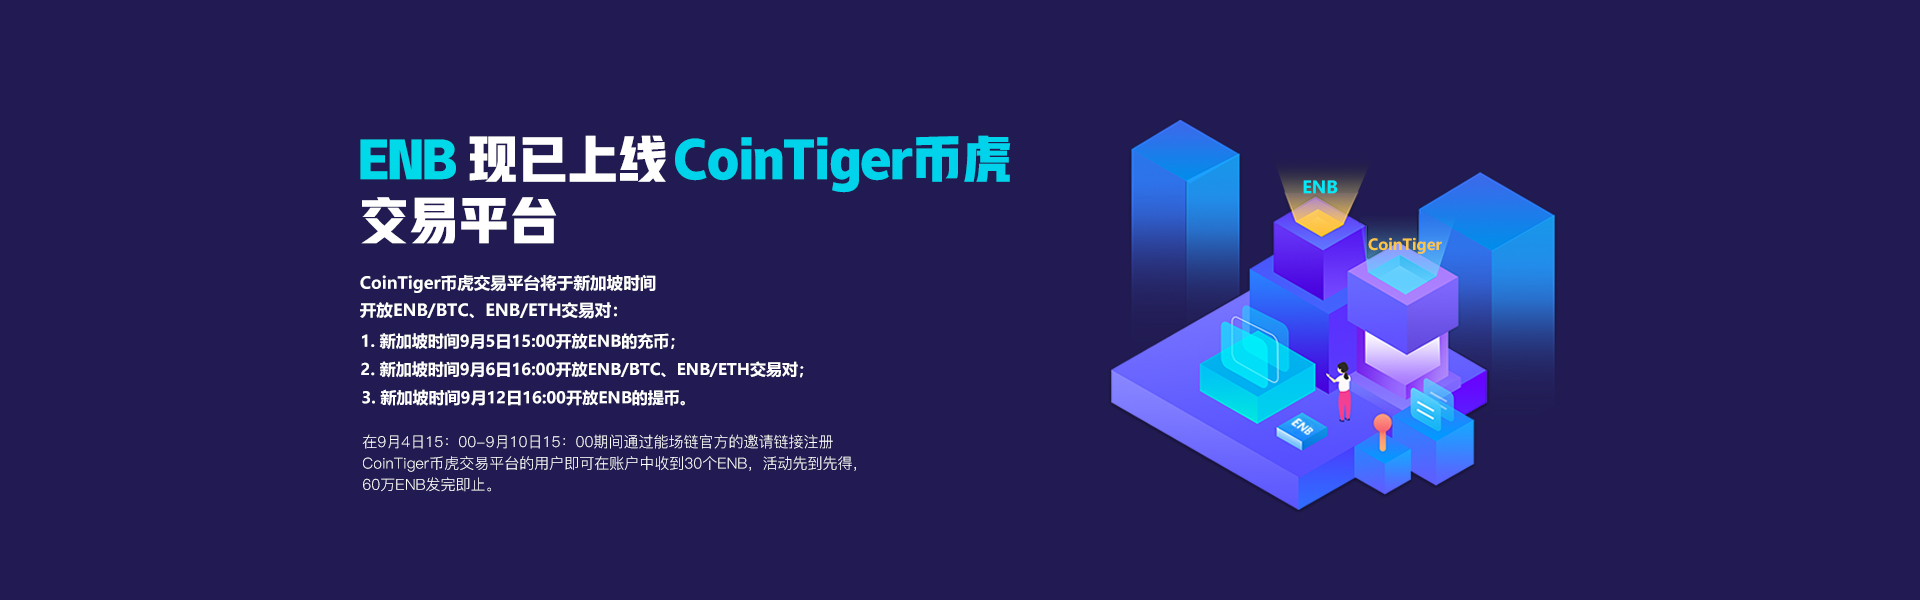 ENB 现已上线 CoinTiger币虎
交易平台
CoinTiger币虎交易平台将于新加坡时间
开放ENB/BTC、ENB/ETH交易对：
1. 新加坡时间9月5日15:00开放ENB的充币；
2. 新加坡时间9月6日16:00开放ENB/BTC、ENB/ETH交易对；
3. 新加坡时间9月12日16:00开放ENB的提币。
在9月4日15：00-9月10日15：00期间通过能场链官方的邀请链接注册
CoinTiger币虎交易平台的用户即可在账户中收到30个ENB，活动先到先得，
60万ENB发完即止。
ENB
CoinTiger
ENB